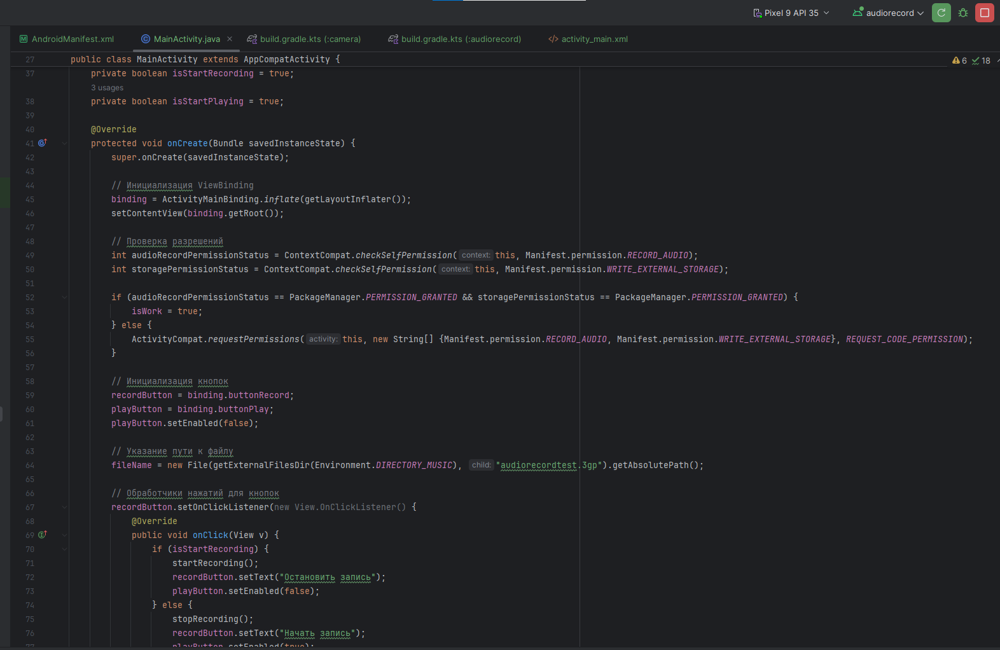 Pixel 9 API 35 audiorecord
AndroidManifest.xml MainActivity.java build.gradle.kts (:camera) build.gradle.kts (:audiorecord) activity_main.xml
27 public class MainActivity extends AppCompatActivity {
6 18
37 private boolean isStartRecording = true;
3 usages
38 private boolean isStartPlaying = true;
39
40 @Override
41 protected void onCreate(Bundle savedInstanceState) {
42 super.onCreate(savedInstanceState);
43
44 // Инициализация ViewBinding
45 binding = ActivityMainBinding.inflate(getLayoutInflater());
46 setContentView(binding.getRoot());
47
48 // Проверка разрешений
49 int audioRecordPermissionStatus = ContextCompat.checkSelfPermission( context: this, Manifest.permission.RECORD_AUDIO);
50 int storagePermissionStatus = ContextCompat.checkSelfPermission( context: this, Manifest.permission.WRITE_EXTERNAL_STORAGE);
51
52 if (audioRecordPermissionStatus == PackageManager.PERMISSION_GRANTED && storagePermissionStatus == PackageManager.PERMISSION_GRANTED) {
53 isWork = true;
54 } else {
55 ActivityCompat.requestPermissions( activity: this, new String[] {Manifest.permission.RECORD_AUDIO, Manifest.permission.WRITE_EXTERNAL_STORAGE}, REQUEST_CODE_PERMISSION);
56 }
57
58 // Инициализация кнопок
59 recordButton = binding.buttonRecord;
60 playButton = binding.buttonPlay;
61 playButton.setEnabled(false);
62
63 // Указание пути к файлу
64 fileName = new File(getExternalFilesDir(Environment.DIRECTORY_MUSIC), child: "audiorecordtest.3gp").getAbsolutePath();
65
66 // Обработчики нажатий для кнопок
67 recordButton.setOnClickListener(new View.OnClickListener() {
68 @Override
69 public void onClick(View v) {
70 if (isStartRecording) {
71 startRecording();
72 recordButton.setText("Остановить запись");
73 playButton.setEnabled(false);
74 } else {
75 stopRecording();
76 recordButton.setText("Начать запись");
77 playButton.setEnabled(true);